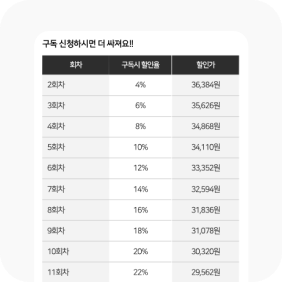 구독 신청하시면 더 싸져요!!
회차 구독시 할인율 할인가
2회차 4% 36,384원
3회차 6% 35,626원
4회차 8% 34,868원
5회차 10% 34,110원
6회차 12% 33,352원
7회차 14% 32,594원
8회차 16% 31,836원
9회차 18% 31,078원
10회차 20% 30,320원
11회차 22% 29,562원